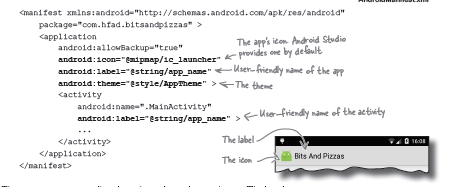 AndroidManifest.xml
<manifest xmlns:android="http://schemas.android.com/apk/res/android"
package="com.hfad.bitsandpizzas" >
<application
android:allowBackup="true"
The app's icon. Android Studio
provides one by default.
android:icon="@mipmap/ic_launcher"
android:label="@string/app_name"
User-friendly name of the app
android:theme="@style/AppTheme" >
The theme
<activity
android:name=".MainActivity"
android:label="@string/app_name" >
User-friendly name of the activity
...
</activity>
</application>
</manifest>
The label
16:08
The icon
Bits And Pizzas